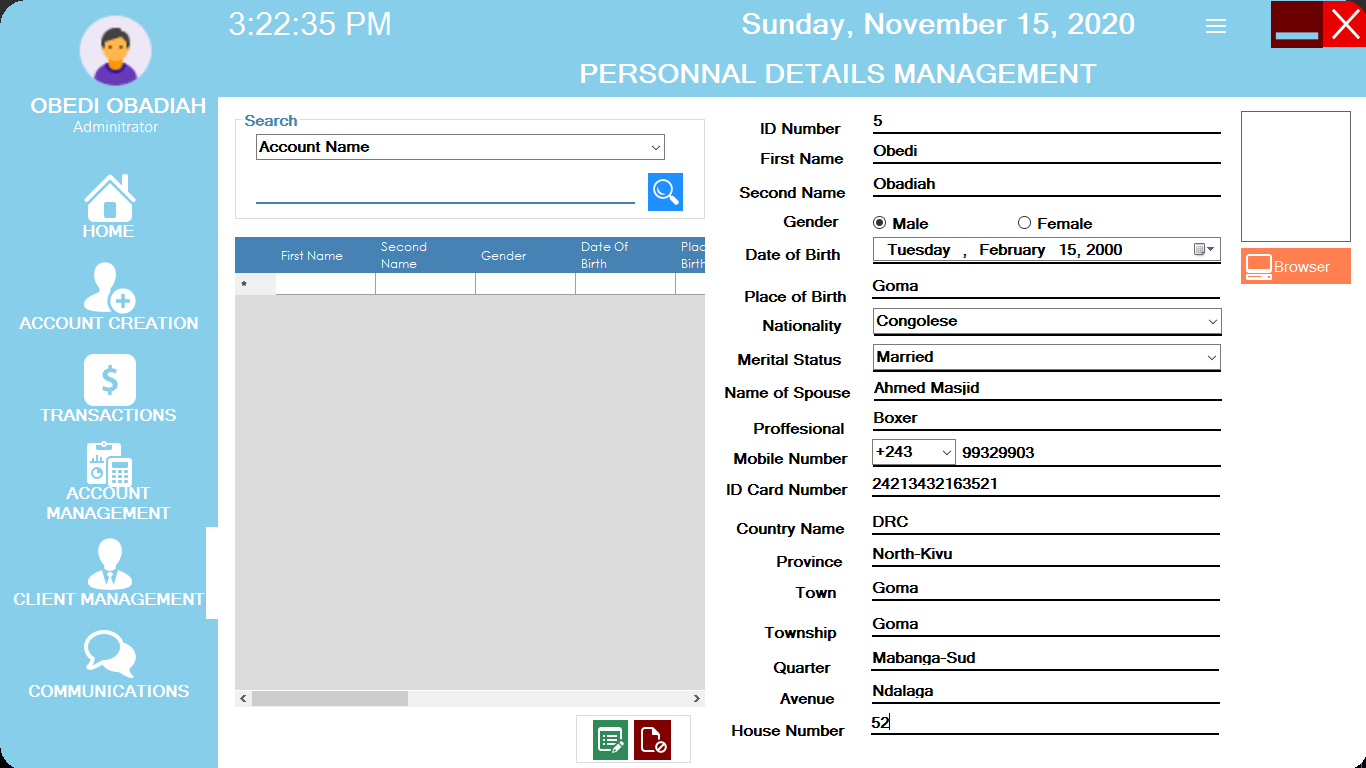 3:22:35 PM
Sunday, November 15, 2020
PERSONNAL DETAILS MANAGEMENT
OBEDI OBADIAH
Adminitrator
HOME
ACCOUNT CREATION
$
TRANSACTIONS
ACCOUNT
MANAGEMENT
CLIENT MANAGEMENT
COMMUNICATIONS
Search
Account Name
First Name
Second
Name
Gender
Date Of
Birth
Plac
Birth
*
ID Number 5
First Name Obedi
Second Name Obadiah
Gender Male Female
Date of Birth Tuesday , February 15, 2000
Place of Birth Goma
Nationality Congolese
Merital Status Married
Name of Spouse Ahmed Masjid
Proffesional Boxer
Mobile Number +243 99329903
ID Card Number 24213432163521
Country Name DRC
Province North-Kivu
Town Goma
Township Goma
Quarter Mabanga-Sud
Avenue Ndalaga
House Number 52
Browser